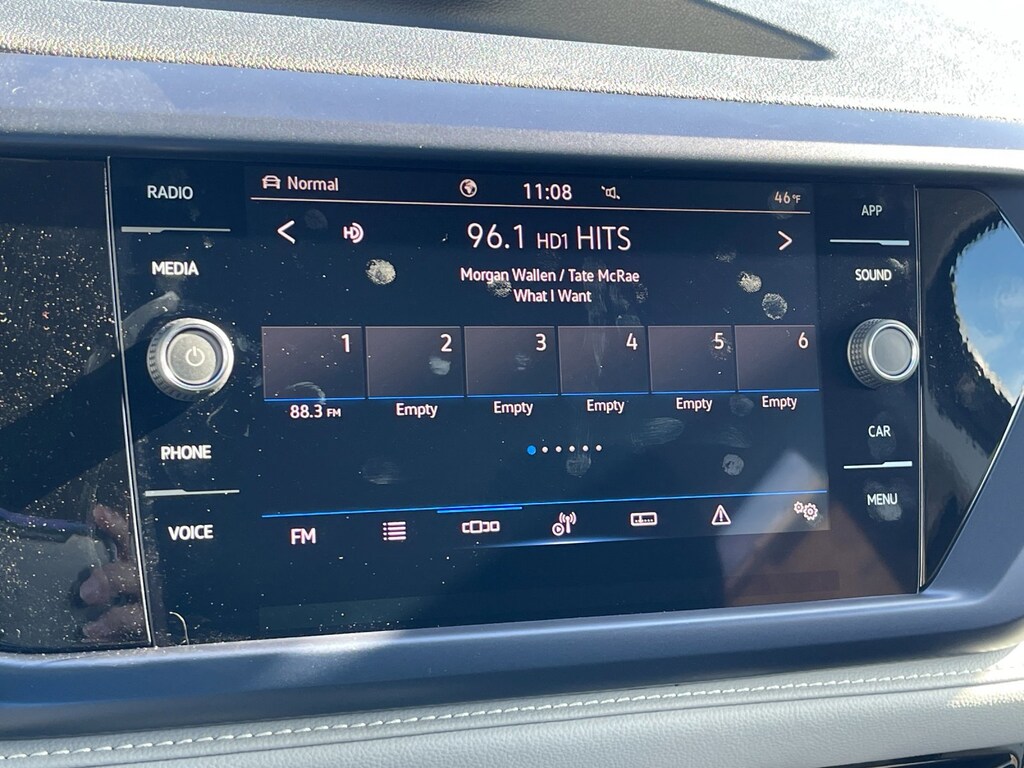 RADIO
MEDIA
PHONE
VOICE
Normal
11:08
46°F
HD
96.1 HD1 HITS
Morgan Wallen / Tate McRae
What I Want
1 2 3 4 5 6
88.3 FM Empty Empty Empty Empty Empty
FM
APP
SOUND
CAR
MENU